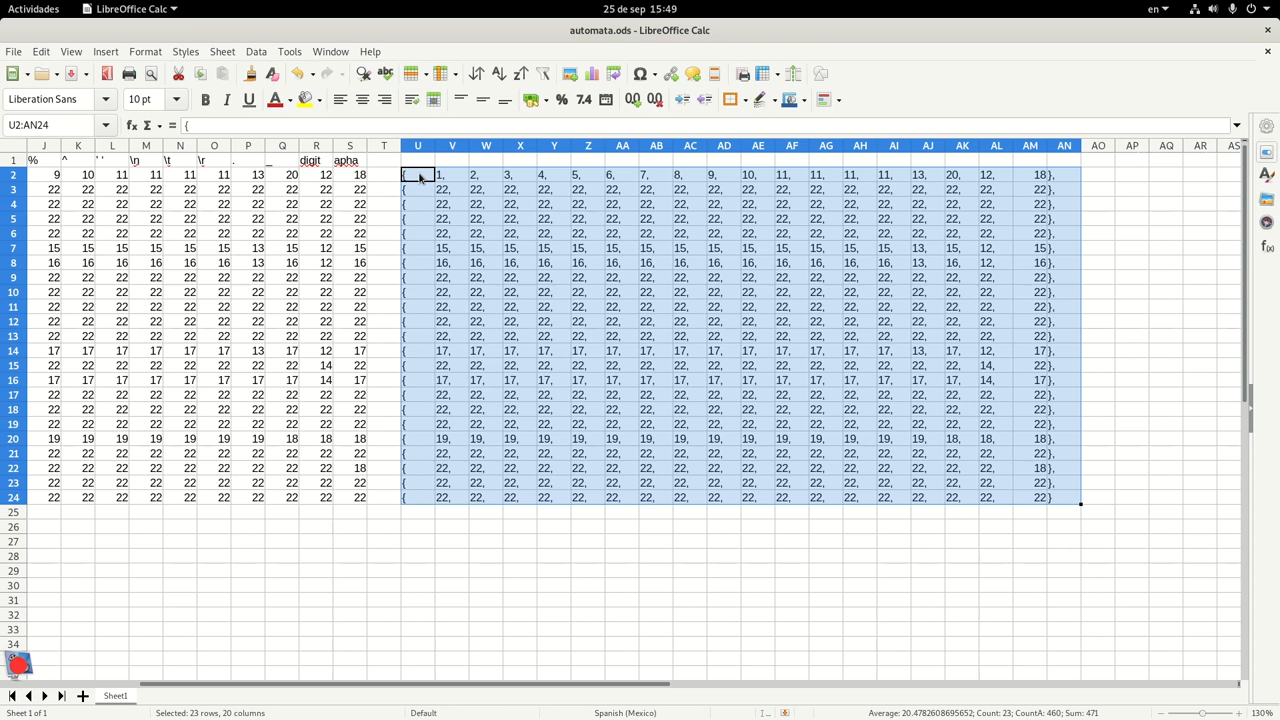 Actividades LibreOffice Calc 25 de sep 15:49 en
automata.ods - LibreOffice Calc
File Edit View Insert Format Styles Sheet Data Tools Window Help
Liberation Sans 10 pt B I U A % 7.4
U2:AN24 fx Σ {
J K L M N O P Q R S T U V W X Y Z AA AB AC AD AE AF AG AH AI AJ AK AL AM AN AO AP AQ AR AS
1 % ^ ' ' \n \t \r . _ digit apha
2 9 10 11 11 11 11 13 20 12 18 { 1, 2, 3, 4, 5, 6, 7, 8, 9, 10, 11, 11, 11, 11, 13, 20, 12, 18 },
3 22 22 22 22 22 22 22 22 22 22 { 22, 22, 22, 22, 22, 22, 22, 22, 22, 22, 22, 22, 22, 22, 22, 22, 22, 22 },
4 22 22 22 22 22 22 22 22 22 22 { 22, 22, 22, 22, 22, 22, 22, 22, 22, 22, 22, 22, 22, 22, 22, 22, 22, 22 },
5 22 22 22 22 22 22 22 22 22 22 { 22, 22, 22, 22, 22, 22, 22, 22, 22, 22, 22, 22, 22, 22, 22, 22, 22, 22 },
6 22 22 22 22 22 22 22 22 22 22 { 22, 22, 22, 22, 22, 22, 22, 22, 22, 22, 22, 22, 22, 22, 22, 22, 22, 22 },
7 15 15 15 15 15 15 13 15 12 15 { 15, 15, 15, 15, 15, 15, 15, 15, 15, 15, 15, 15, 15, 15, 13, 15, 12, 15 },
8 16 16 16 16 16 16 13 16 12 16 { 16, 16, 16, 16, 16, 16, 16, 16, 16, 16, 16, 16, 16, 16, 13, 16, 12, 16 },
9 22 22 22 22 22 22 22 22 22 22 { 22, 22, 22, 22, 22, 22, 22, 22, 22, 22, 22, 22, 22, 22, 22, 22, 22, 22 },
10 22 22 22 22 22 22 22 22 22 22 { 22, 22, 22, 22, 22, 22, 22, 22, 22, 22, 22, 22, 22, 22, 22, 22, 22, 22 },
11 22 22 22 22 22 22 22 22 22 22 { 22, 22, 22, 22, 22, 22, 22, 22, 22, 22, 22, 22, 22, 22, 22, 22, 22, 22 },
12 22 22 22 22 22 22 22 22 22 22 { 22, 22, 22, 22, 22, 22, 22, 22, 22, 22, 22, 22, 22, 22, 22, 22, 22, 22 },
13 22 22 22 22 22 22 22 22 22 22 { 22, 22, 22, 22, 22, 22, 22, 22, 22, 22, 22, 22, 22, 22, 22, 22, 22, 22 },
14 17 17 17 17 17 17 13 17 12 17 { 17, 17, 17, 17, 17, 17, 17, 17, 17, 17, 17, 17, 17, 17, 13, 17, 12, 17 },
15 22 22 22 22 22 22 22 22 14 22 { 22, 22, 22, 22, 22, 22, 22, 22, 22, 22, 22, 22, 22, 22, 22, 22, 14, 22 },
16 17 17 17 17 17 17 17 17 14 17 { 17, 17, 17, 17, 17, 17, 17, 17, 17, 17, 17, 17, 17, 17, 17, 17, 14, 17 },
17 22 22 22 22 22 22 22 22 22 22 { 22, 22, 22, 22, 22, 22, 22, 22, 22, 22, 22, 22, 22, 22, 22, 22, 22, 22 },
18 22 22 22 22 22 22 22 22 22 22 { 22, 22, 22, 22, 22, 22, 22, 22, 22, 22, 22, 22, 22, 22, 22, 22, 22, 22 },
19 22 22 22 22 22 22 22 22 22 22 { 22, 22, 22, 22, 22, 22, 22, 22, 22, 22, 22, 22, 22, 22, 22, 22, 22, 22 },
20 19 19 19 19 19 19 19 18 18 18 { 19, 19, 19, 19, 19, 19, 19, 19, 19, 19, 19, 19, 19, 19, 19, 18, 18, 18 },
21 22 22 22 22 22 22 22 22 22 22 { 22, 22, 22, 22, 22, 22, 22, 22, 22, 22, 22, 22, 22, 22, 22, 22, 22, 22 },
22 22 22 22 22 22 22 22 22 22 18 { 22, 22, 22, 22, 22, 22, 22, 22, 22, 22, 22, 22, 22, 22, 22, 22, 22, 18 },
23 22 22 22 22 22 22 22 22 22 22 { 22, 22, 22, 22, 22, 22, 22, 22, 22, 22, 22, 22, 22, 22, 22, 22, 22, 22 },
24 22 22 22 22 22 22 22 22 22 22 { 22, 22, 22, 22, 22, 22, 22, 22, 22, 22, 22, 22, 22, 22, 22, 22, 22, 22 }
25
26
27
28
29
30
31
32
33
34
Sheet1
Sheet 1 of 1 Selected: 23 rows, 20 columns Default Spanish (Mexico) Average: 20.4782608695652; Count: 23; CountA: 460; Sum: 471 130%